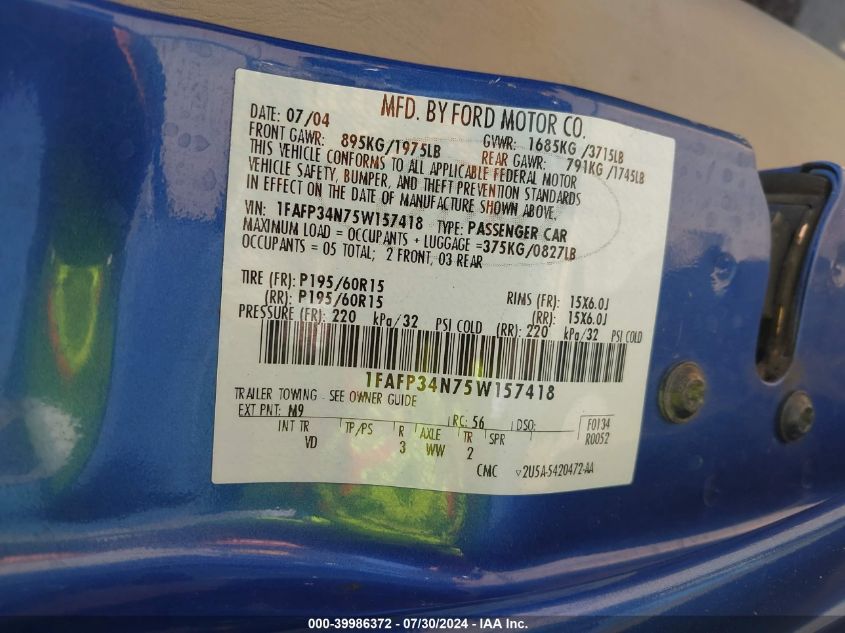 MFD. BY FORD MOTOR CO.
DATE: 07/04 GVWR: 1685KG /3715LB
FRONT GAWR: 895KG/1975LB REAR GAWR: 791KG /1745LB
THIS VEHICLE CONFORMS TO ALL APPLICABLE FEDERAL MOTOR
VEHICLE SAFETY, BUMPER, AND THEFT PREVENTION STANDARDS
IN EFFECT ON THE DATE OF MANUFACTURE SHOWN ABOVE.
VIN: 1FAFP34N75W157418 TYPE: PASSENGER CAR
MAXIMUM LOAD = OCCUPANTS + LUGGAGE =375KG/0827LB
OCCUPANTS = 05 TOTAL; 2 FRONT, 03 REAR
TIRE (FR): P195/60R15 RIMS (FR): 15X6.0J
(RR): P195/60R15 (RR): 15X6.0J
PRESSURE (FR): 220 kPa/32 PSI COLD (RR): 220 kPa/32 PSI COLD
1FAFP34N75W157418
TRAILER TOWING - SEE OWNER GUIDE
EXT PNT: M9 RC: 56 DSO: F0134
INT TR TP/PS R AXLE TR SPR R0052
VD 3 WW 2
CMC 2U5A-5420472-AA
000-39986372 / 07/30/2024 / IAA Inc.